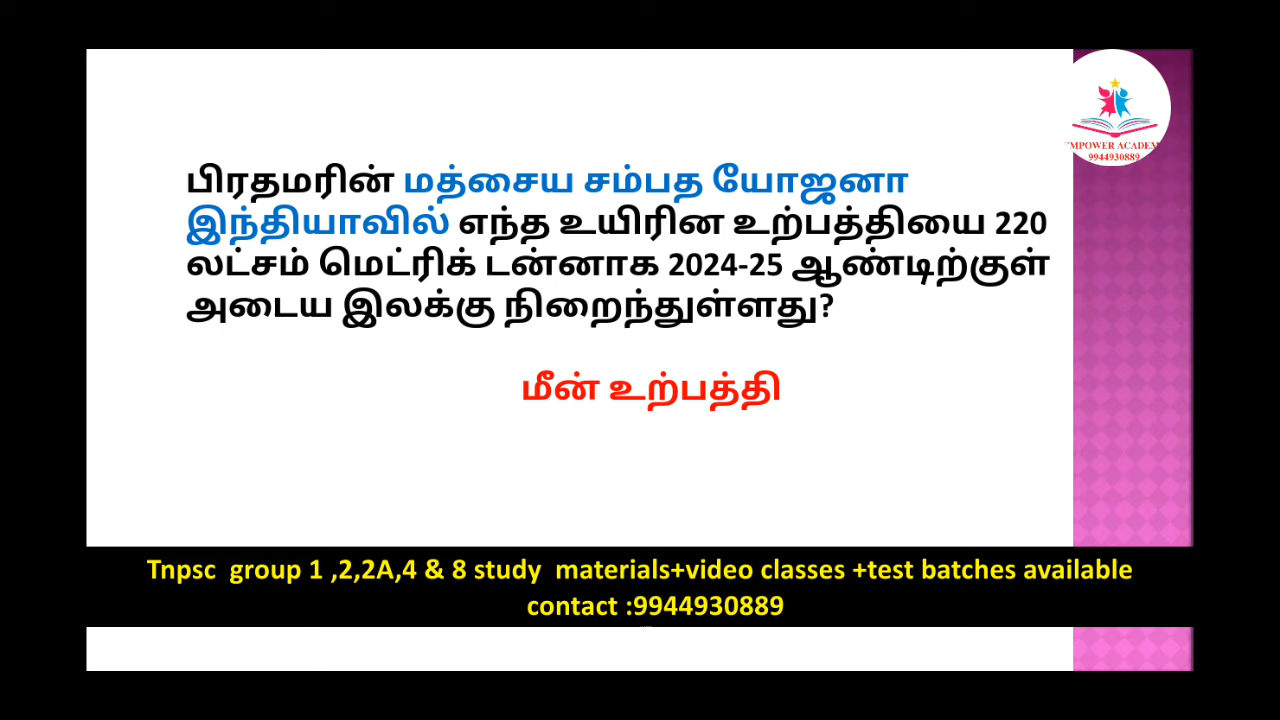 EMPOWER ACADEM
9944930889
பிரதமரின் மத்சைய சம்பத யோஜனா
இந்தியாவில் எந்த உயிரின உற்பத்தியை 220
லட்சம் மெட்ரிக் டன்னாக 2024-25 ஆண்டிற்குள்
அடைய இலக்கு நிறைந்துள்ளது?
மீன் உற்பத்தி
Tnpsc group 1 ,2,2A,4 & 8 study materials+video classes +test batches available
contact :9944930889